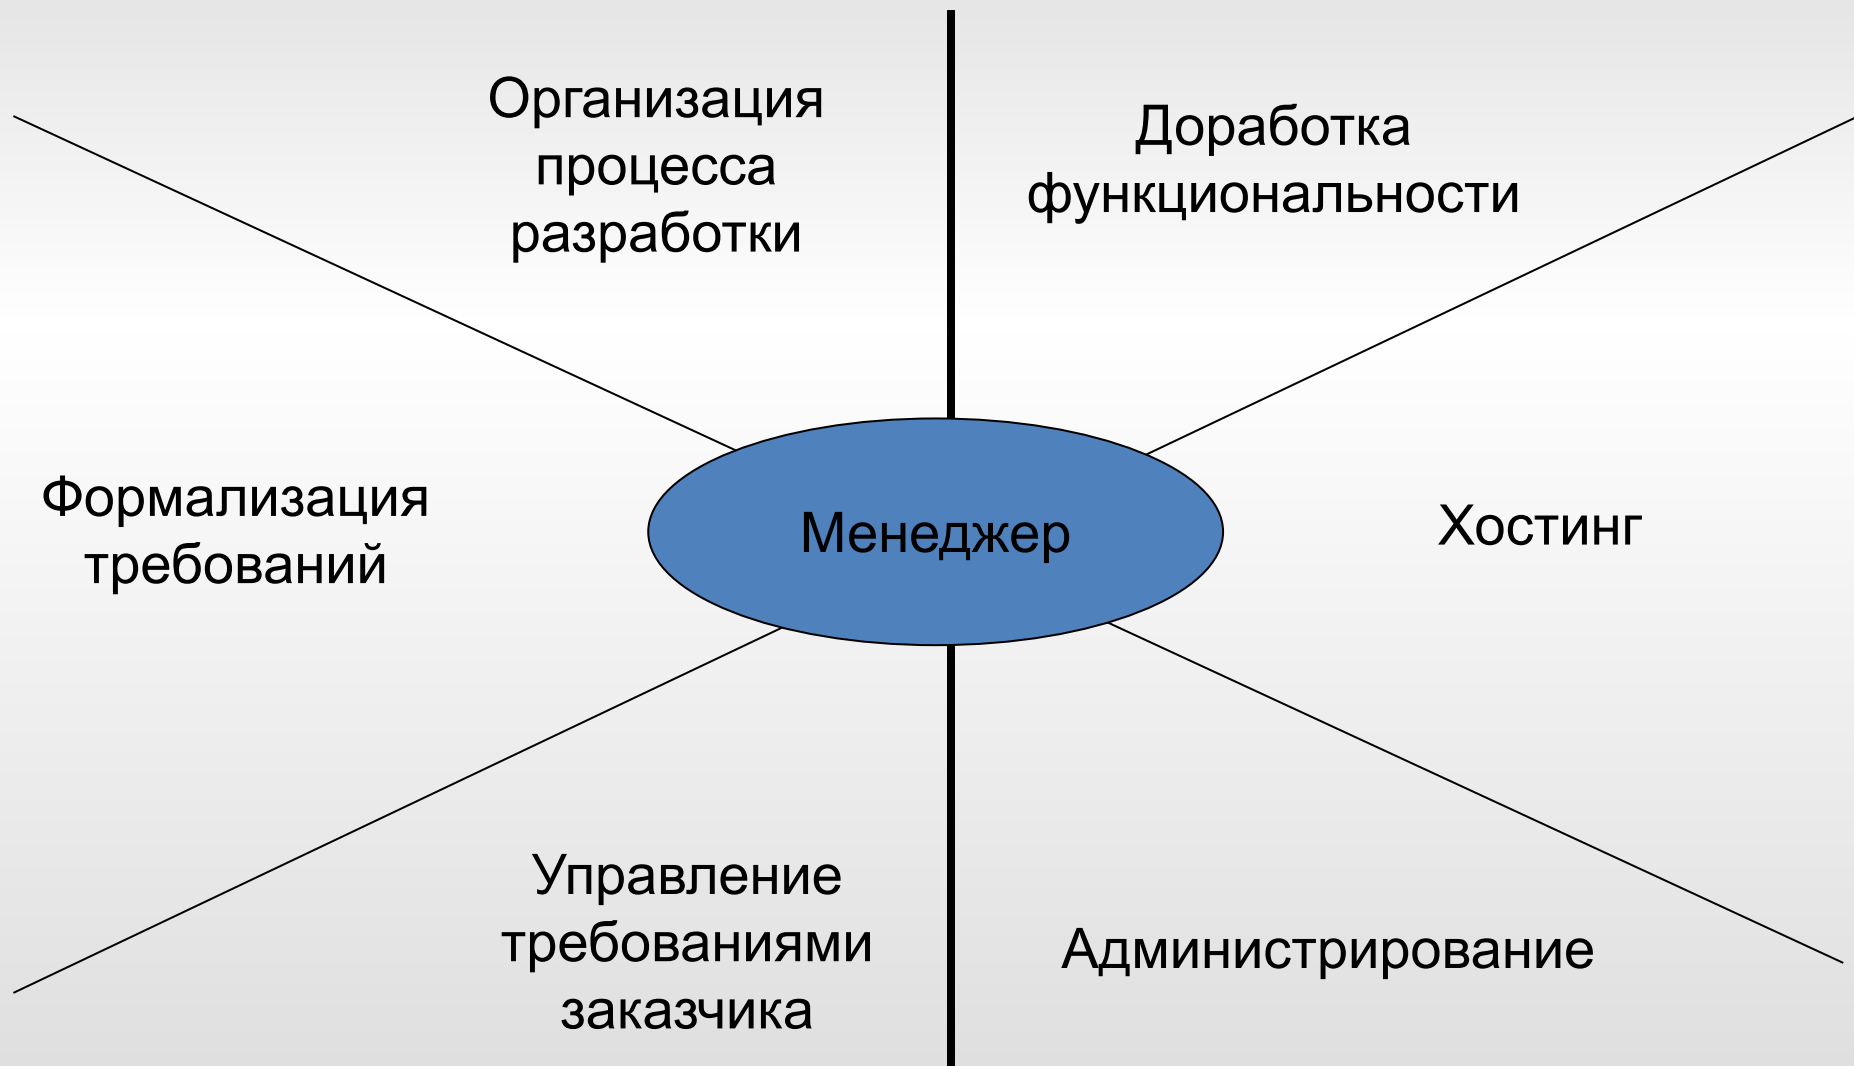 Организация
процесса
разработки
Доработка
функциональности
Формализация
требований
Менеджер
Хостинг
Управление
требованиями
заказчика
Администрирование